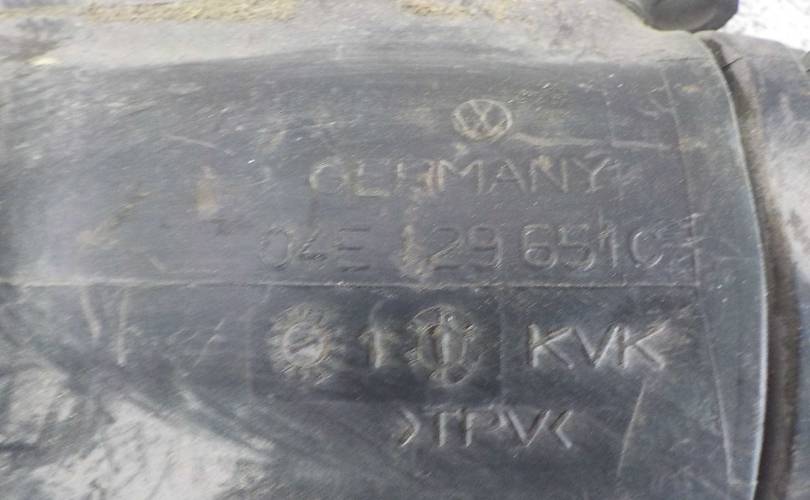 GERMANY
04E 129 651 C
KVK
>TPV<